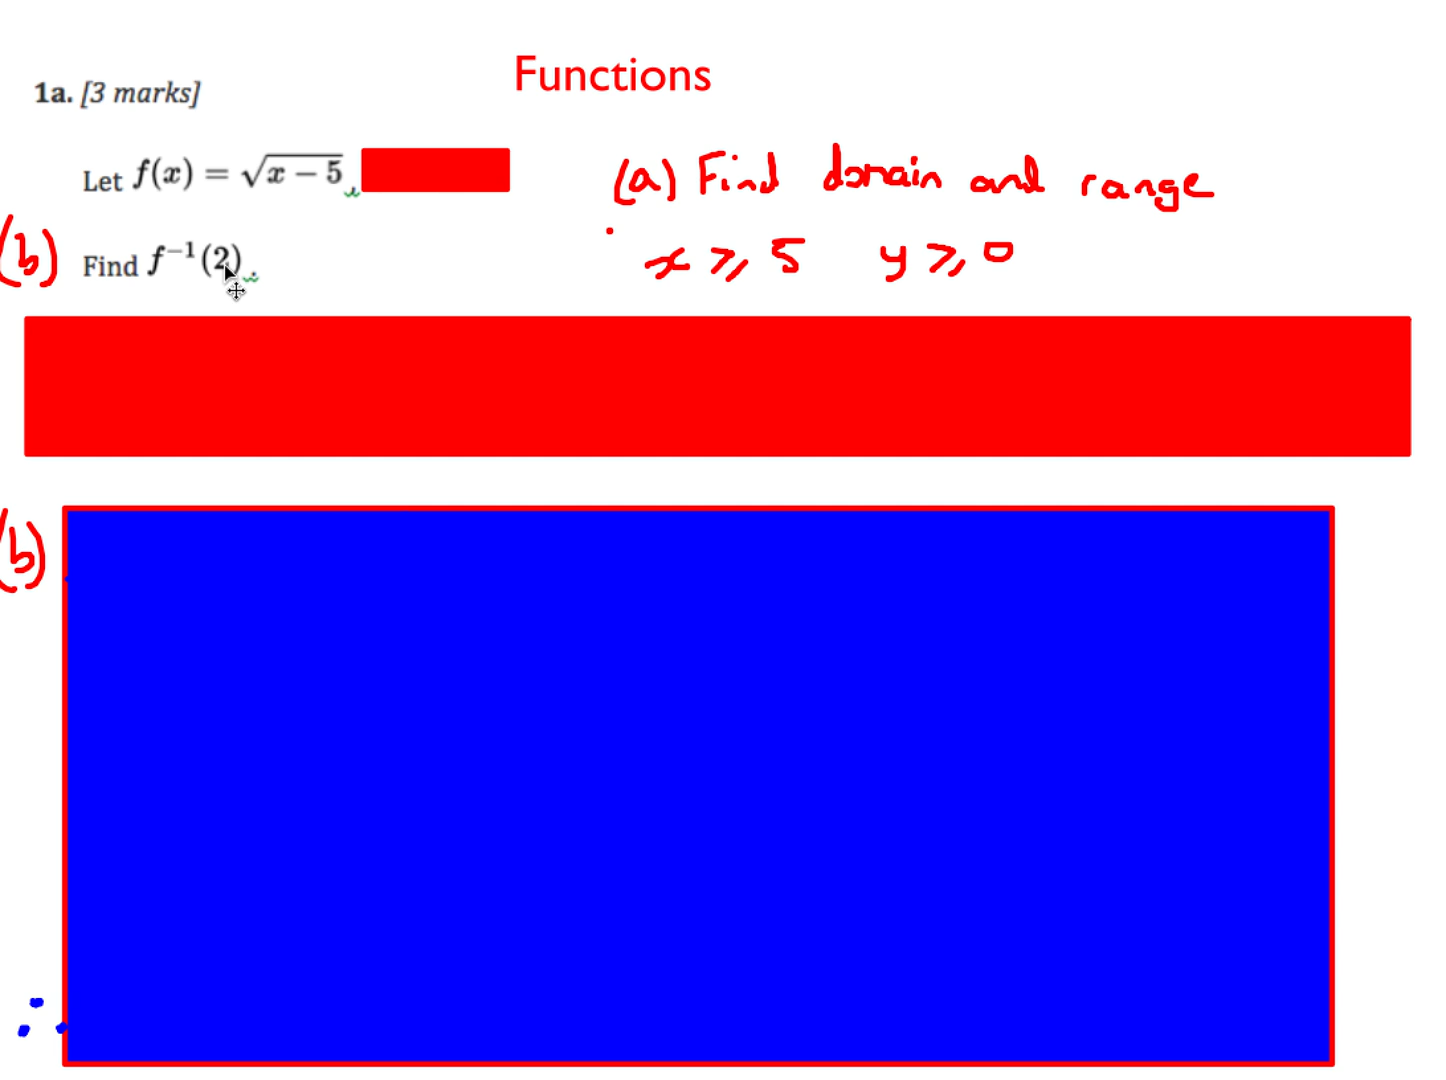 Functions
1a. [3 marks]
Let f(x) = √(x − 5)
(a) Find domain and range
x ⩾ 5 y ⩾ 0
(b) Find f⁻¹(2).
(b)
∴